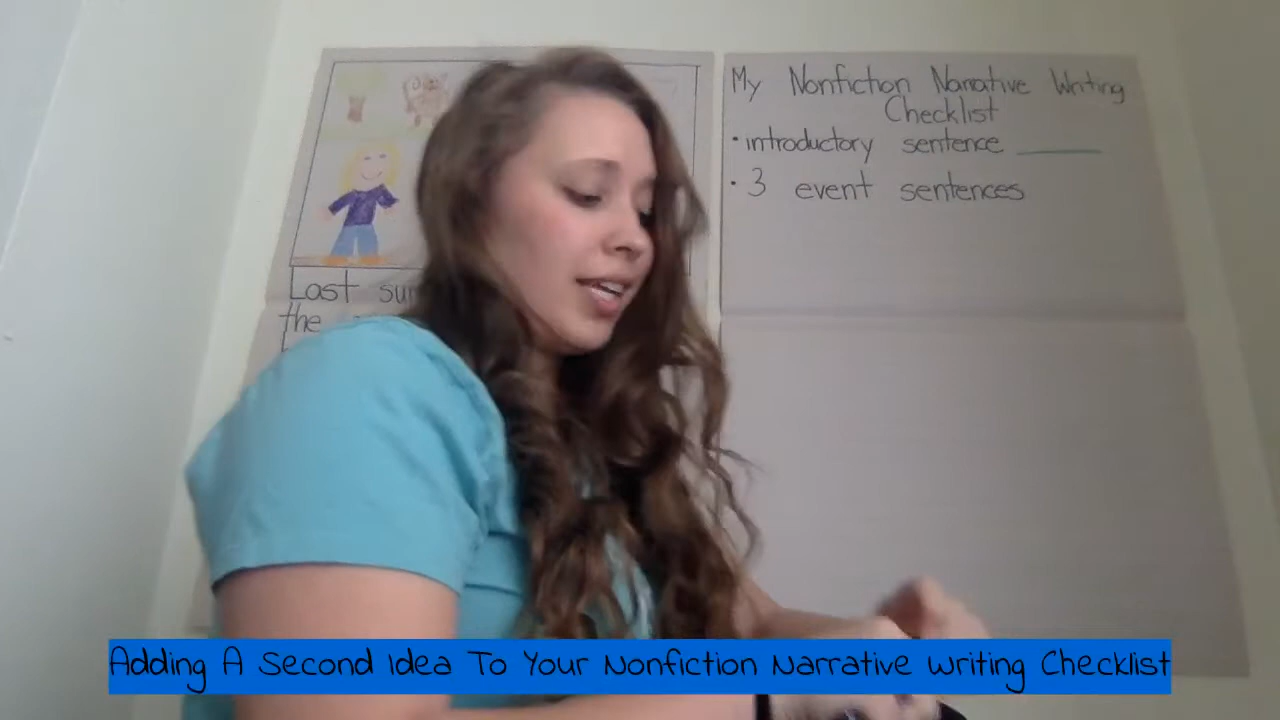 My Nonfiction Narrative Writing
Checklist
• introductory sentence ____
• 3 event sentences
Last
the
Adding A Second Idea To Your Nonfiction Narrative Writing Checklist